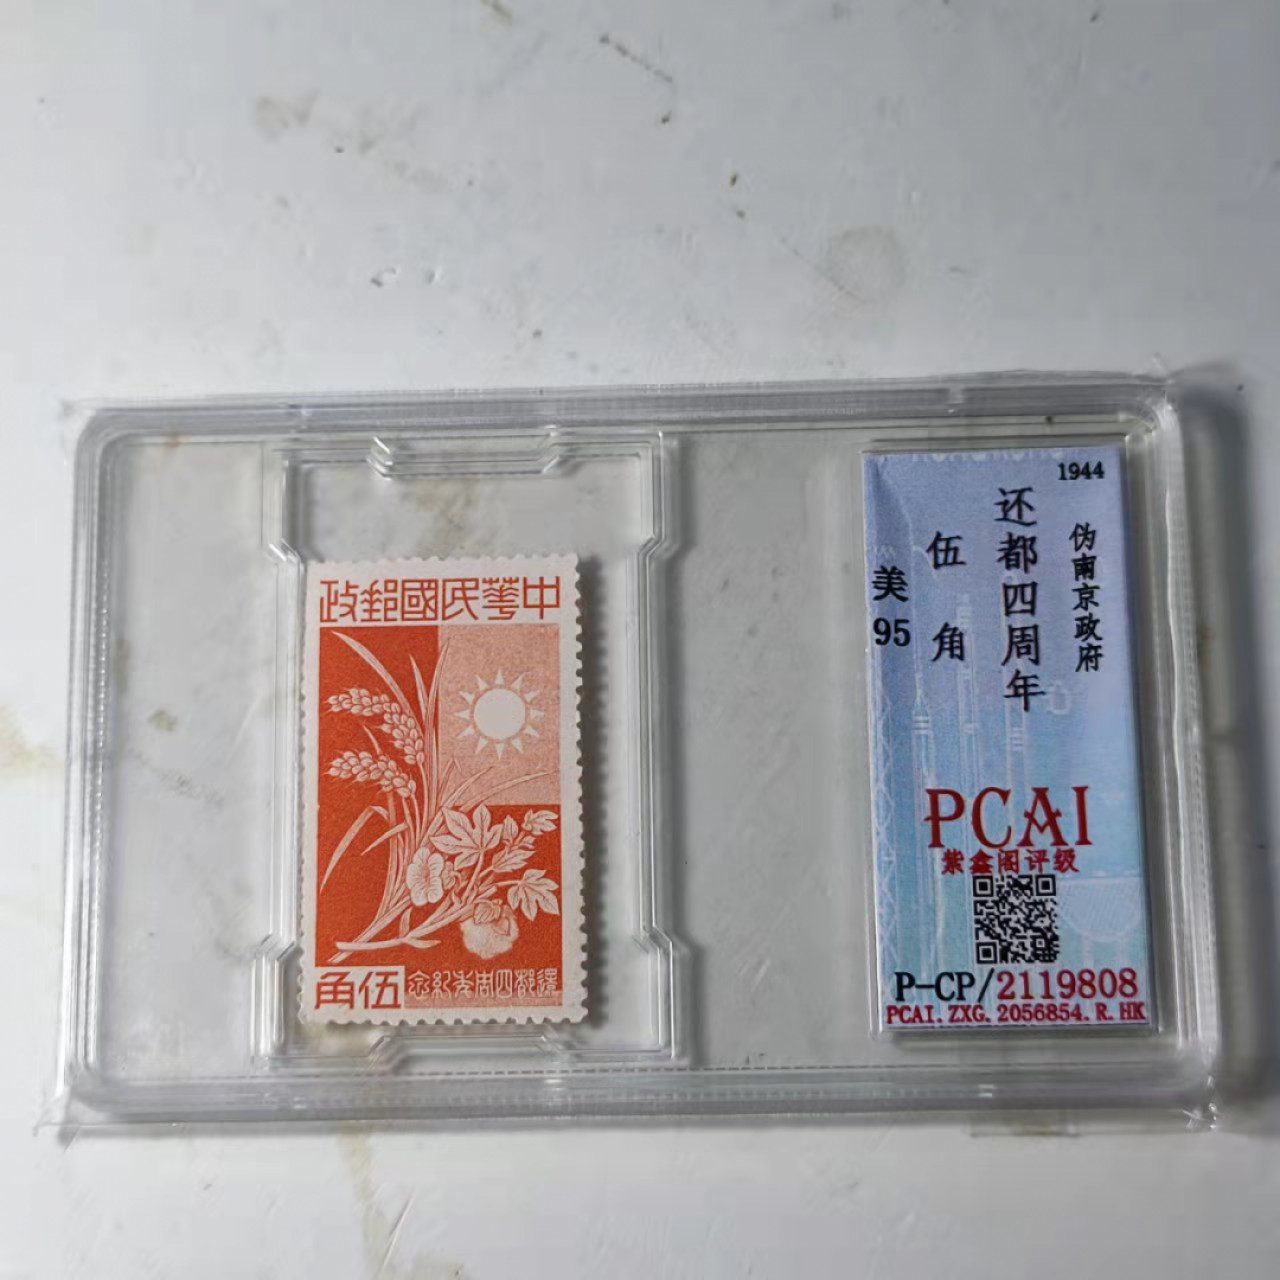 政郵國民華中
角伍
念紀年周四都還
1944
伪南京政府
还都四周年
伍角
美
95
PCAI
紫鑫阁评级
P-CP/2119808
PCAI.ZXG.2056854.R.HK